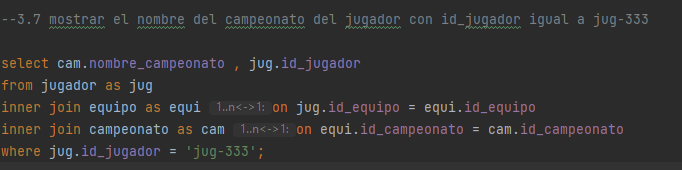 --3.7 mostrar el nombre del campeonato del jugador con id_jugador igual a jug-333
select cam.nombre_campeonato , jug.id_jugador
from jugador as jug
inner join equipo as equi 1..n<->1: on jug.id_equipo = equi.id_equipo
inner join campeonato as cam 1..n<->1: on equi.id_campeonato = cam.id_campeonato
where jug.id_jugador = 'jug-333';